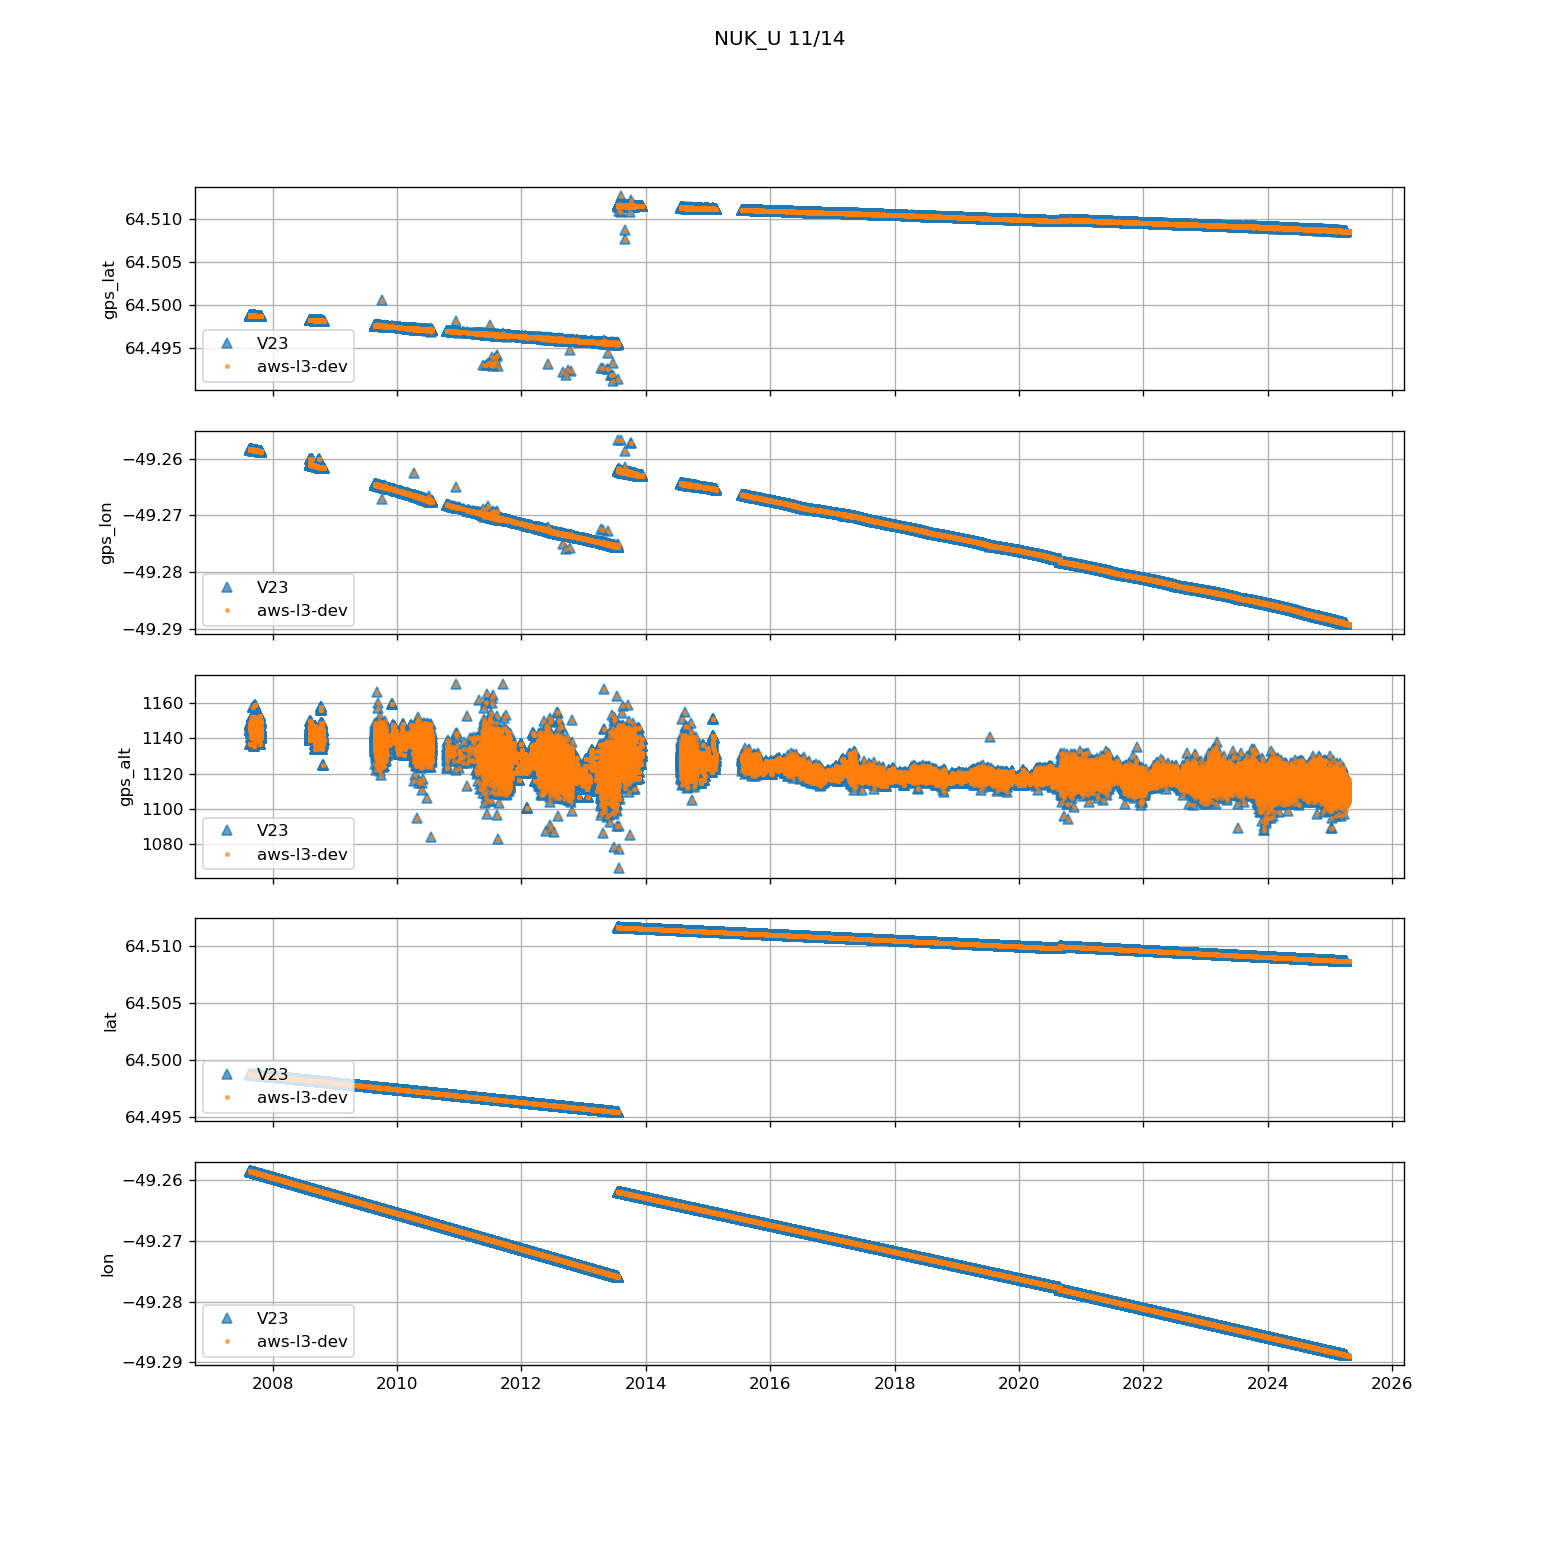 NUK_U 11/14
64.510
64.505
64.500
64.495
gps_lat
V23
aws-l3-dev
−49.26
−49.27
−49.28
−49.29
gps_lon
V23
aws-l3-dev
1160
1140
1120
1100
1080
gps_alt
V23
aws-l3-dev
64.510
64.505
64.500
64.495
lat
V23
aws-l3-dev
−49.26
−49.27
−49.28
−49.29
lon
V23
aws-l3-dev
2008 2010 2012 2014 2016 2018 2020 2022 2024 2026